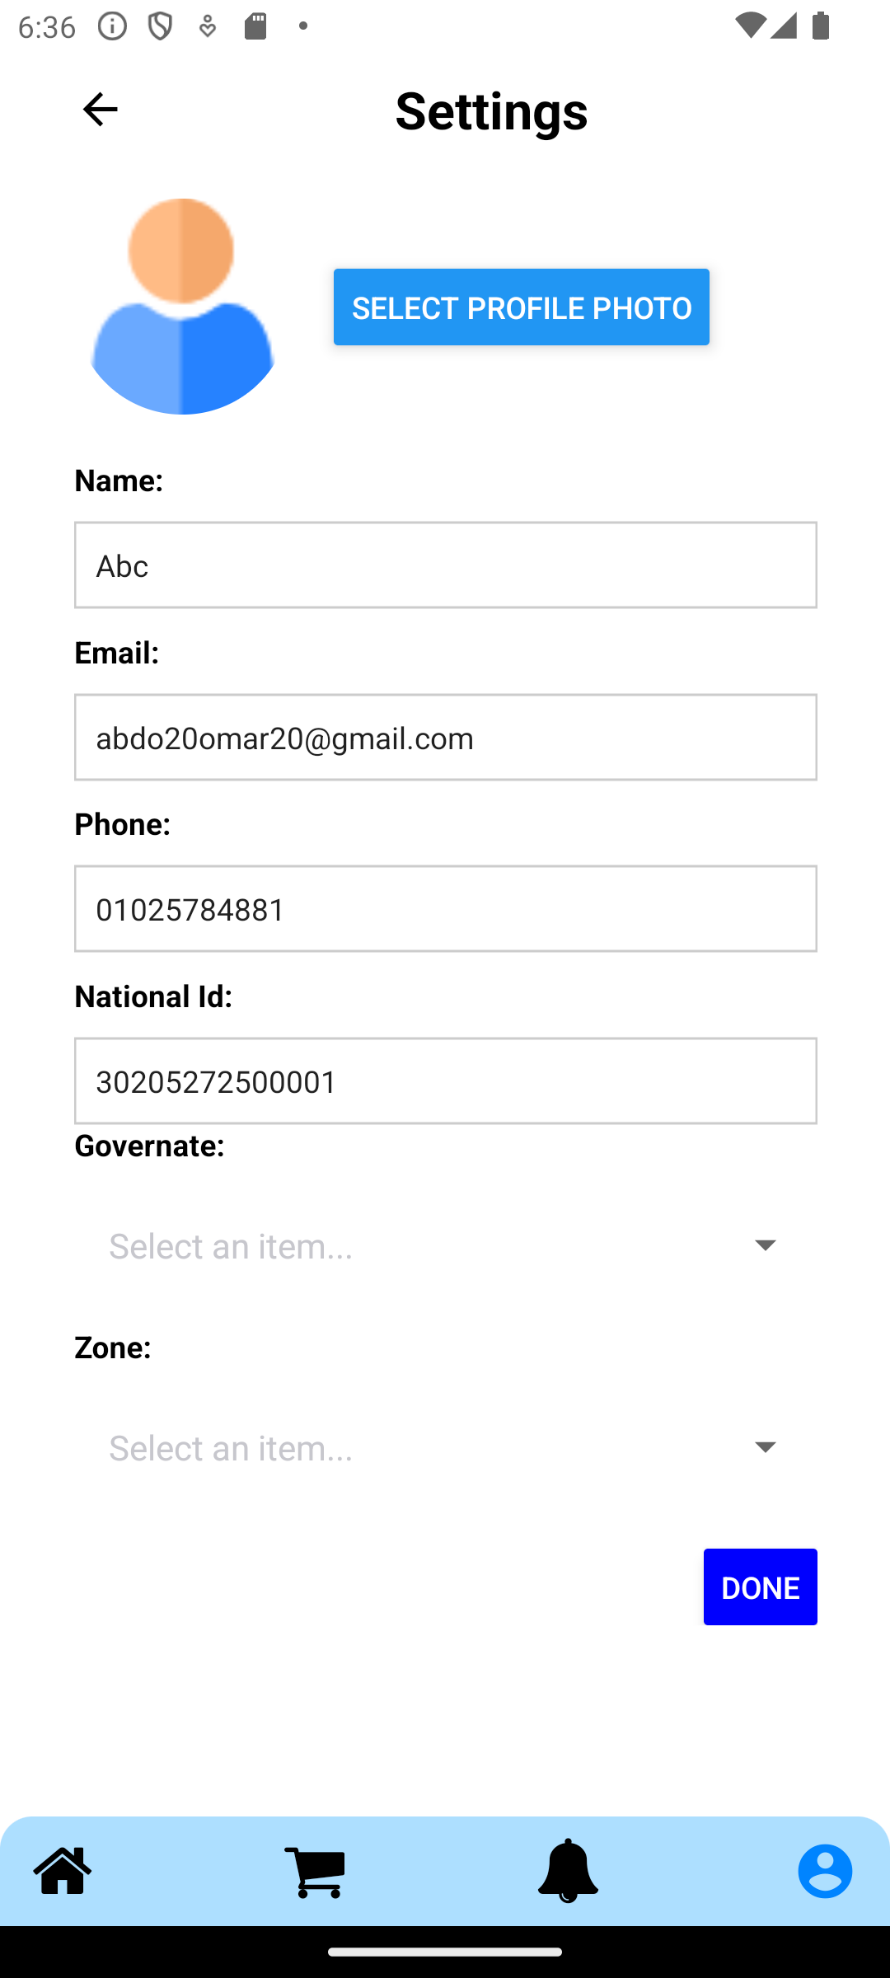 6:36
Settings
SELECT PROFILE PHOTO
Name:
Abc
Email:
abdo20omar20@gmail.com
Phone:
01025784881
National Id:
30205272500001
Governate:
Select an item...
Zone:
Select an item...
DONE